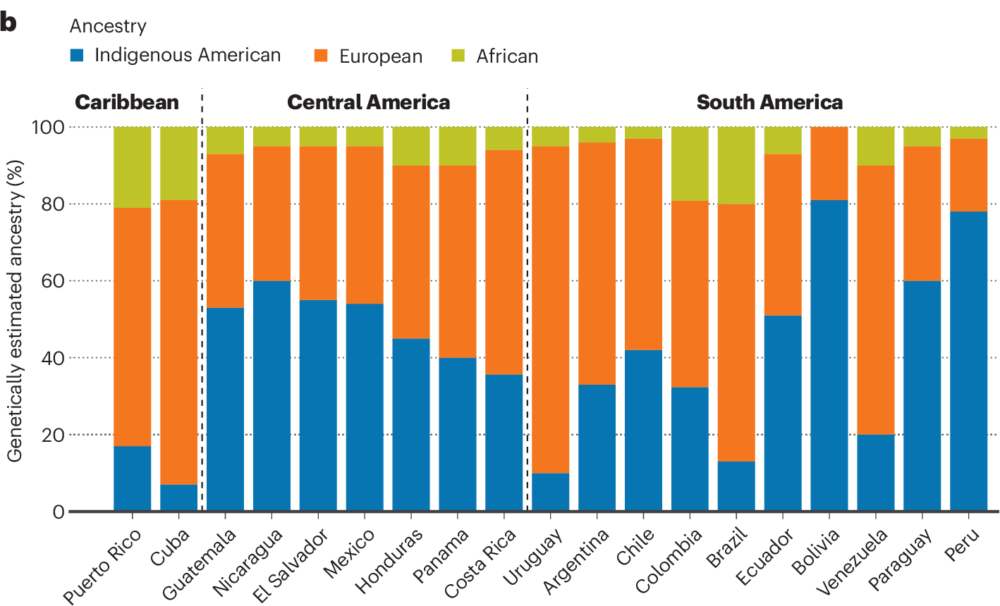 b
Ancestry
Indigenous American European African
Caribbean Central America South America
Genetically estimated ancestry (%)
100
80
60
40
20
0
Puerto Rico
Cuba
Guatemala
Nicaragua
El Salvador
Mexico
Honduras
Panama
Costa Rica
Uruguay
Argentina
Chile
Colombia
Brazil
Ecuador
Bolivia
Venezuela
Paraguay
Peru